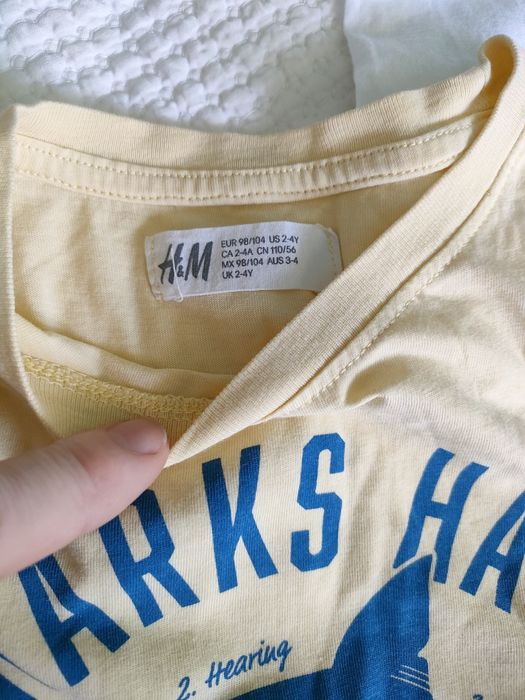 H&M
EUR 98/104 US 2-4Y
CA 2-4A CN 110/56
MX 98/104 AUS 3-4
UK 2-4Y
ARKS HA
2. Hearing